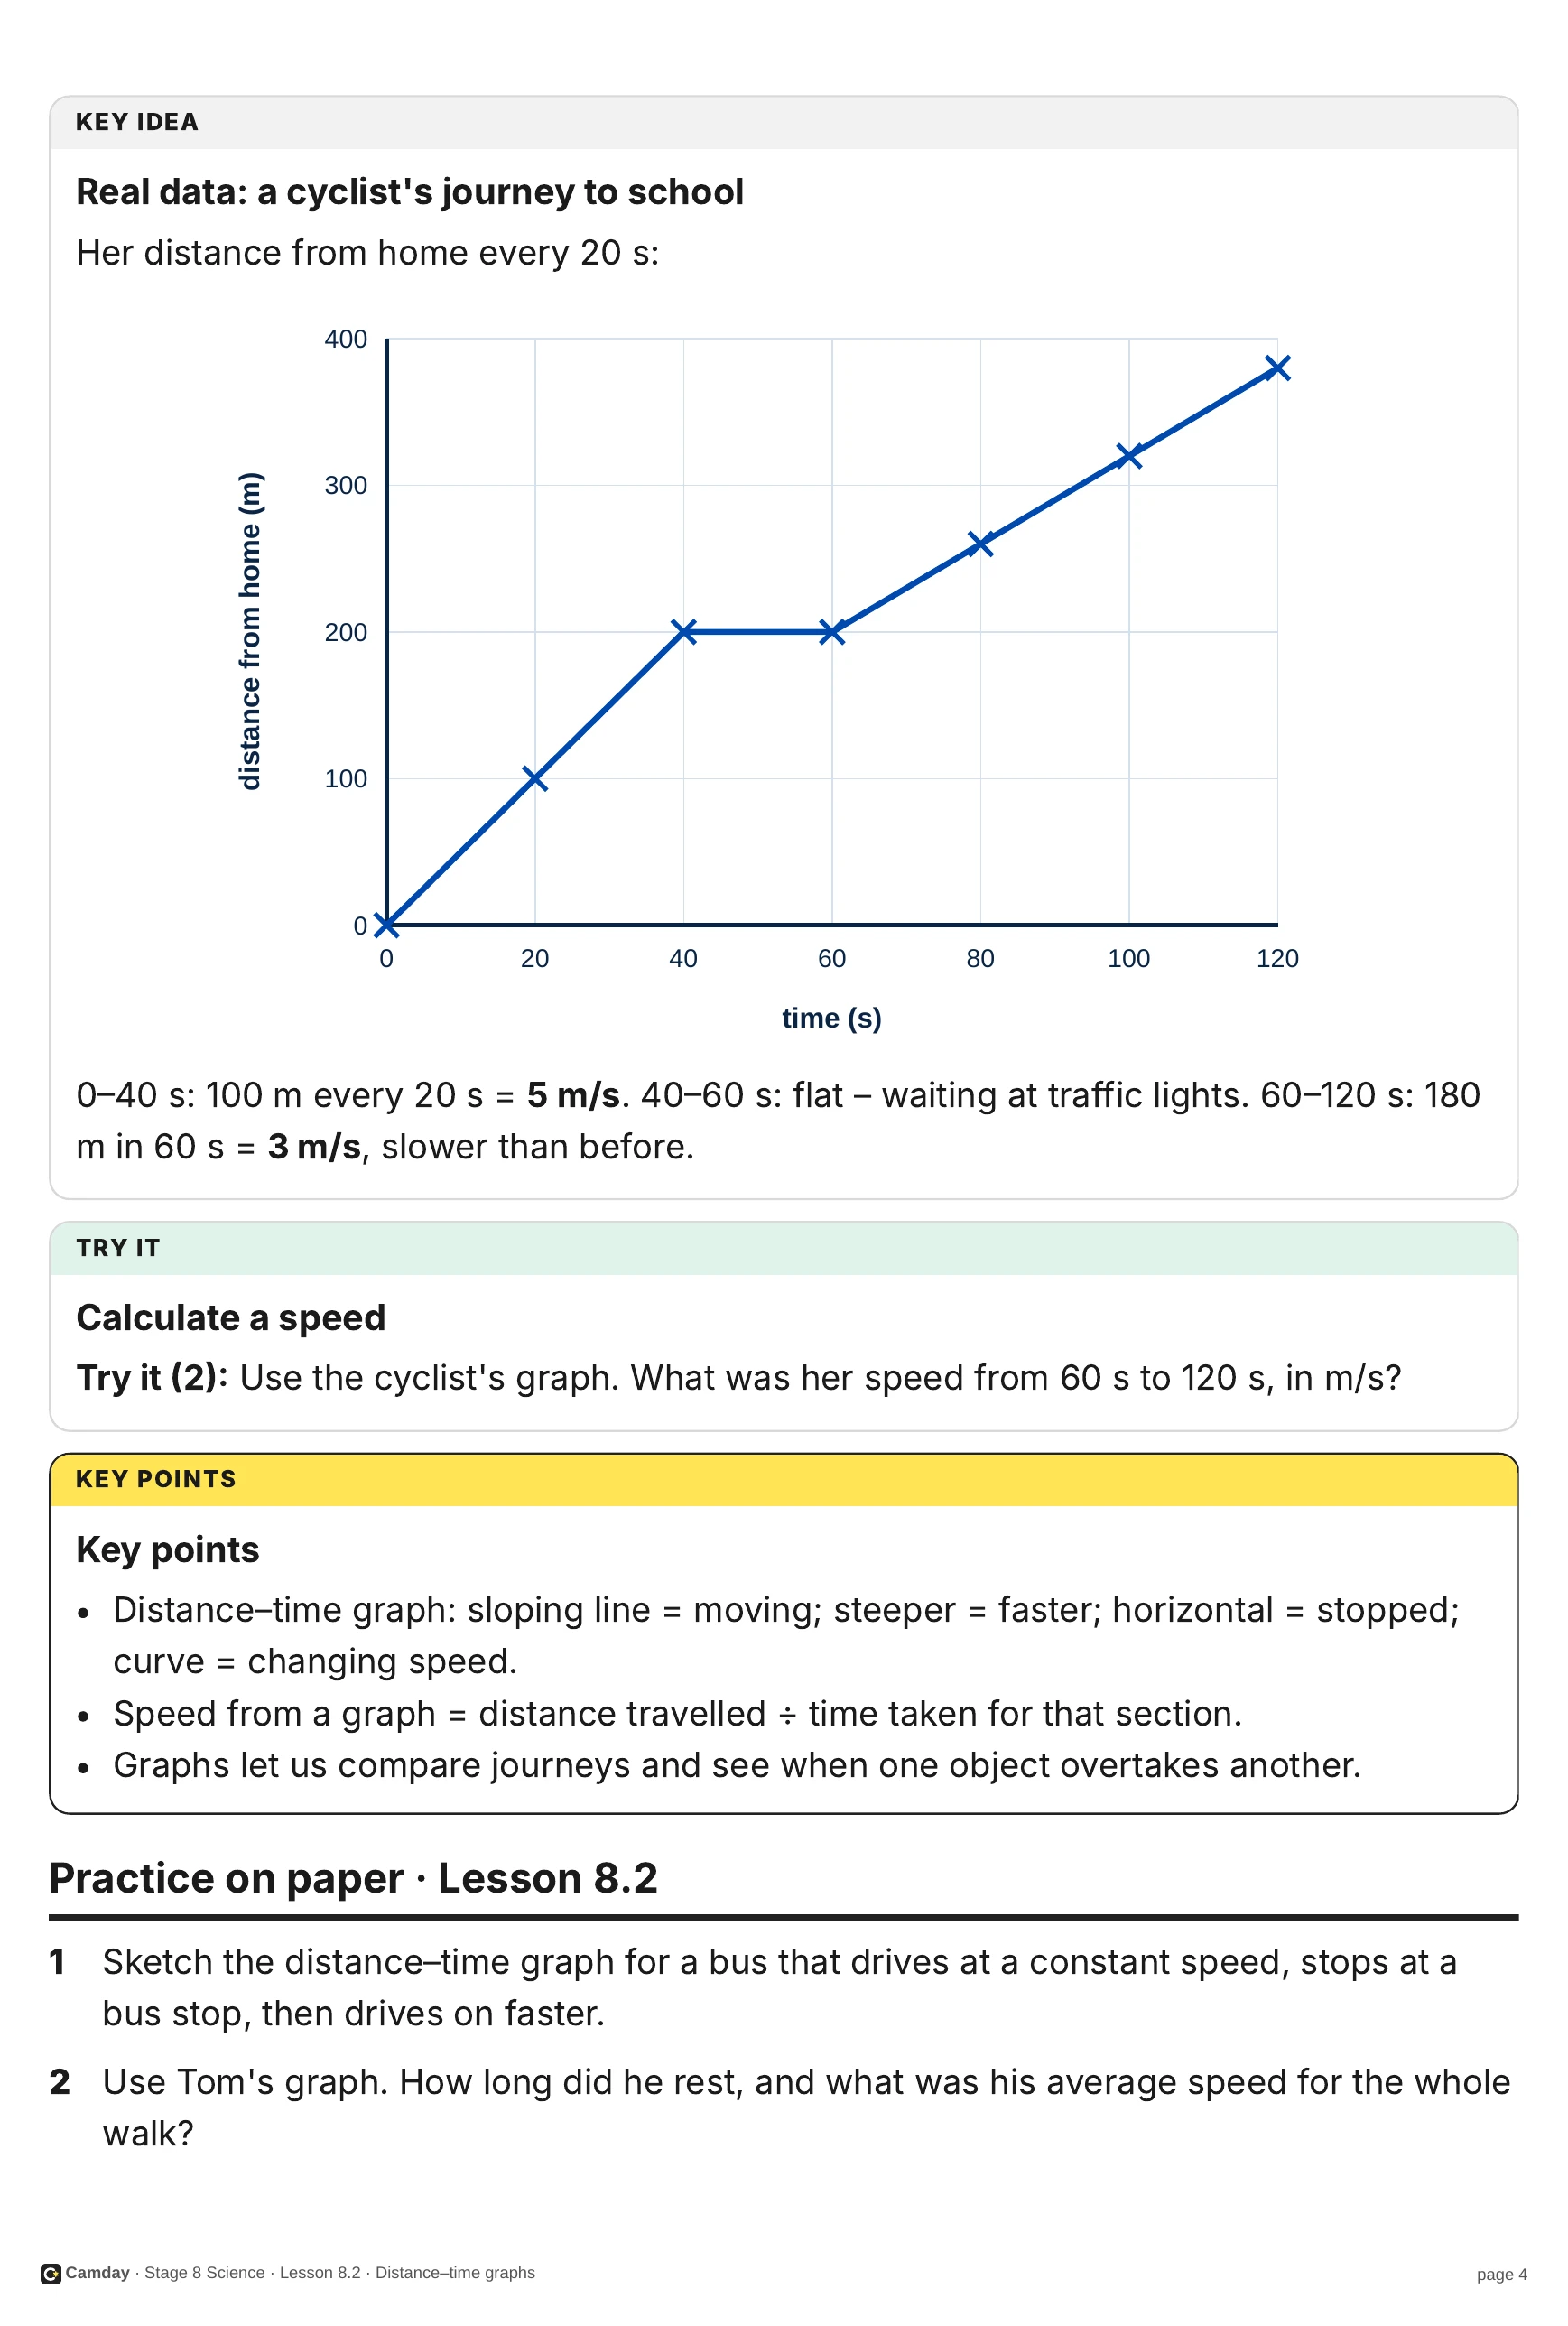 KEY IDEA
Real data: a cyclist's journey to school
Her distance from home every 20 s:
400
300
200
100
0
distance from home (m)
0 20 40 60 80 100 120
time (s)
0–40 s: 100 m every 20 s = 5 m/s. 40–60 s: flat – waiting at traffic lights. 60–120 s: 180
m in 60 s = 3 m/s, slower than before.
TRY IT
Calculate a speed
Try it (2): Use the cyclist's graph. What was her speed from 60 s to 120 s, in m/s?
KEY POINTS
Key points
• Distance–time graph: sloping line = moving; steeper = faster; horizontal = stopped;
curve = changing speed.
• Speed from a graph = distance travelled ÷ time taken for that section.
• Graphs let us compare journeys and see when one object overtakes another.
Practice on paper · Lesson 8.2
1 Sketch the distance–time graph for a bus that drives at a constant speed, stops at a
bus stop, then drives on faster.
2 Use Tom's graph. How long did he rest, and what was his average speed for the whole
walk?
Camday · Stage 8 Science · Lesson 8.2 · Distance–time graphs
page 4